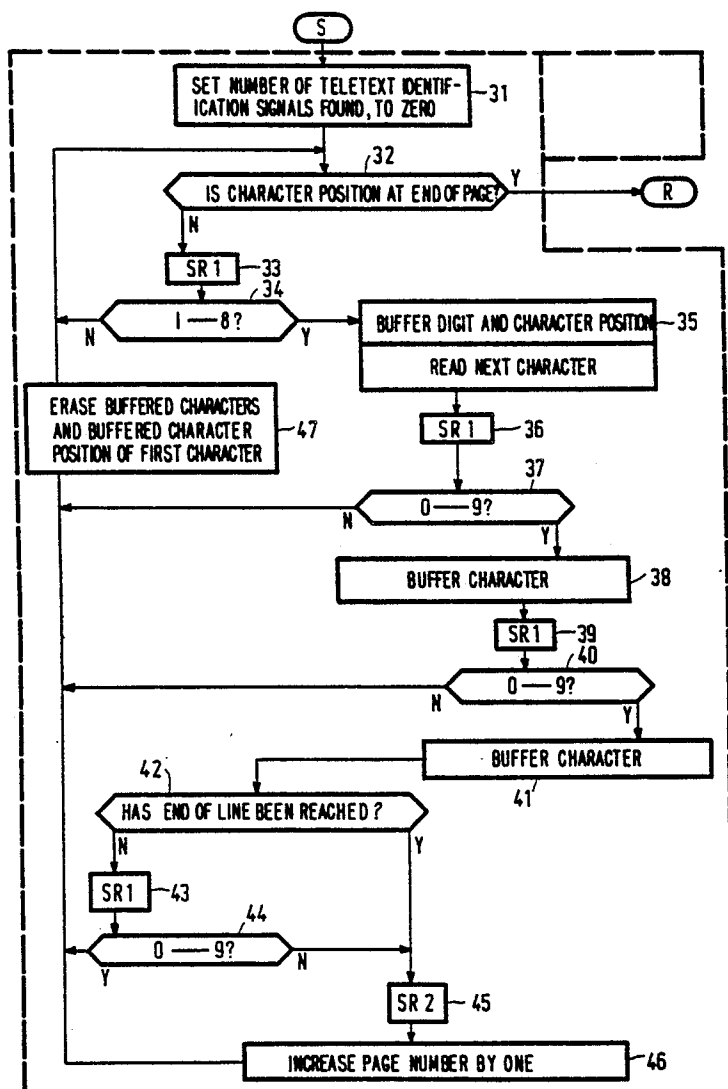 S
SET NUMBER OF TELETEXT IDENTIF-
ICATION SIGNALS FOUND, TO ZERO
31
32
IS CHARACTER POSITION AT END OF PAGE?
Y
R
N
SR 1
33
34
1 — 8?
N
Y
BUFFER DIGIT AND CHARACTER POSITION
35
READ NEXT CHARACTER
ERASE BUFFERED CHARACTERS
AND BUFFERED CHARACTER
POSITION OF FIRST CHARACTER
47
SR 1
36
37
0 — 9?
N
Y
BUFFER CHARACTER
38
SR 1
39
40
0 — 9?
N
Y
BUFFER CHARACTER
41
42
HAS END OF LINE BEEN REACHED?
N
Y
SR 1
43
44
0 — 9?
Y
N
SR 2
45
INCREASE PAGE NUMBER BY ONE
46